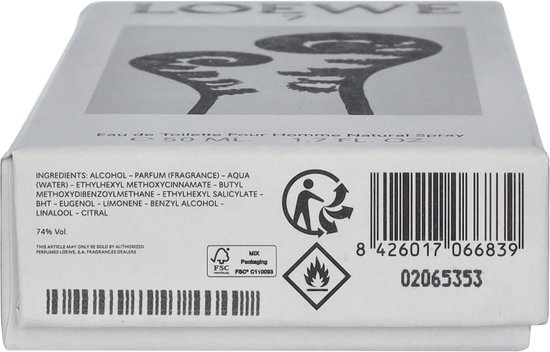 LOEWE
7
Eau de Toilette Pour Homme Natural Spray
℮ 50 ML 1.7 FL. OZ
INGREDIENTS: ALCOHOL - PARFUM (FRAGRANCE) - AQUA
(WATER) - ETHYLHEXYL METHOXYCINNAMATE - BUTYL
METHOXYDIBENZOYLMETHANE - ETHYLHEXYL SALICYLATE -
BHT - EUGENOL - LIMONENE - BENZYL ALCOHOL -
LINALOOL - CITRAL
74% Vol.
THIS ARTICLE MAY ONLY BE SOLD BY AUTHORIZED
PERFUMES LOEWE, S.A. FRAGRANCES DEALERS
FSC
MIX
Packaging
FSC® C110093
8 426017 066839
02065353